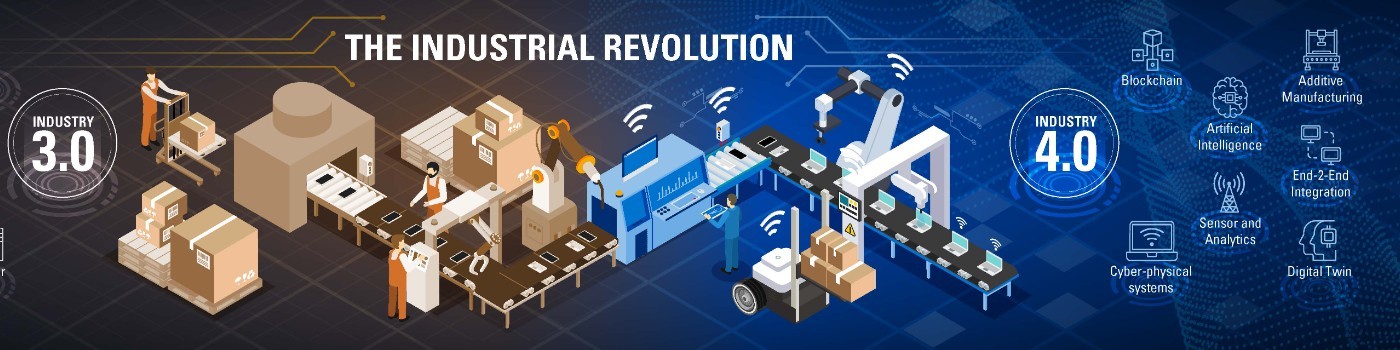 THE INDUSTRIAL REVOLUTION
INDUSTRY
3.0
INDUSTRY
4.0
Blockchain
Additive
Manufacturing
Artificial
Intelligence
End-2-End
Integration
Sensor and
Analytics
Cyber-physical
systems
Digital Twin